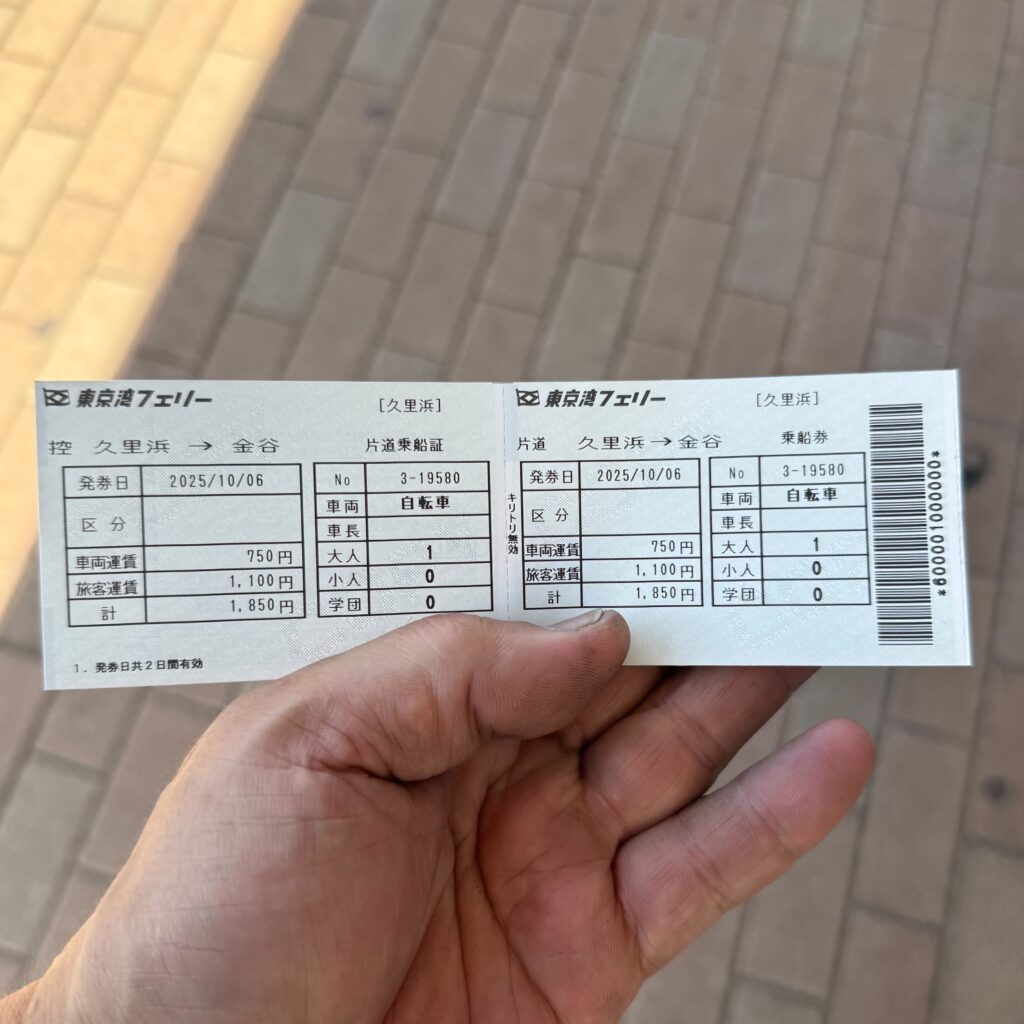 東京湾フェリー
[久里浜]
控 久里浜 → 金谷 片道乗船証
発券日 2025/10/06
区分
車両運賃 750円
旅客運賃 1,100円
計 1,850円
No 3-19580
車両 自転車
車長
大人 1
小人 0
学団 0
1. 発券日共2日間有効
キリトリ無効
東京湾フェリー
[久里浜]
片道 久里浜→金谷 乗船券
発券日 2025/10/06
区分
車両運賃 750円
旅客運賃 1,100円
計 1,850円
No 3-19580
車両 自転車
車長
大人 1
小人 0
学団 0
*6000010000000*